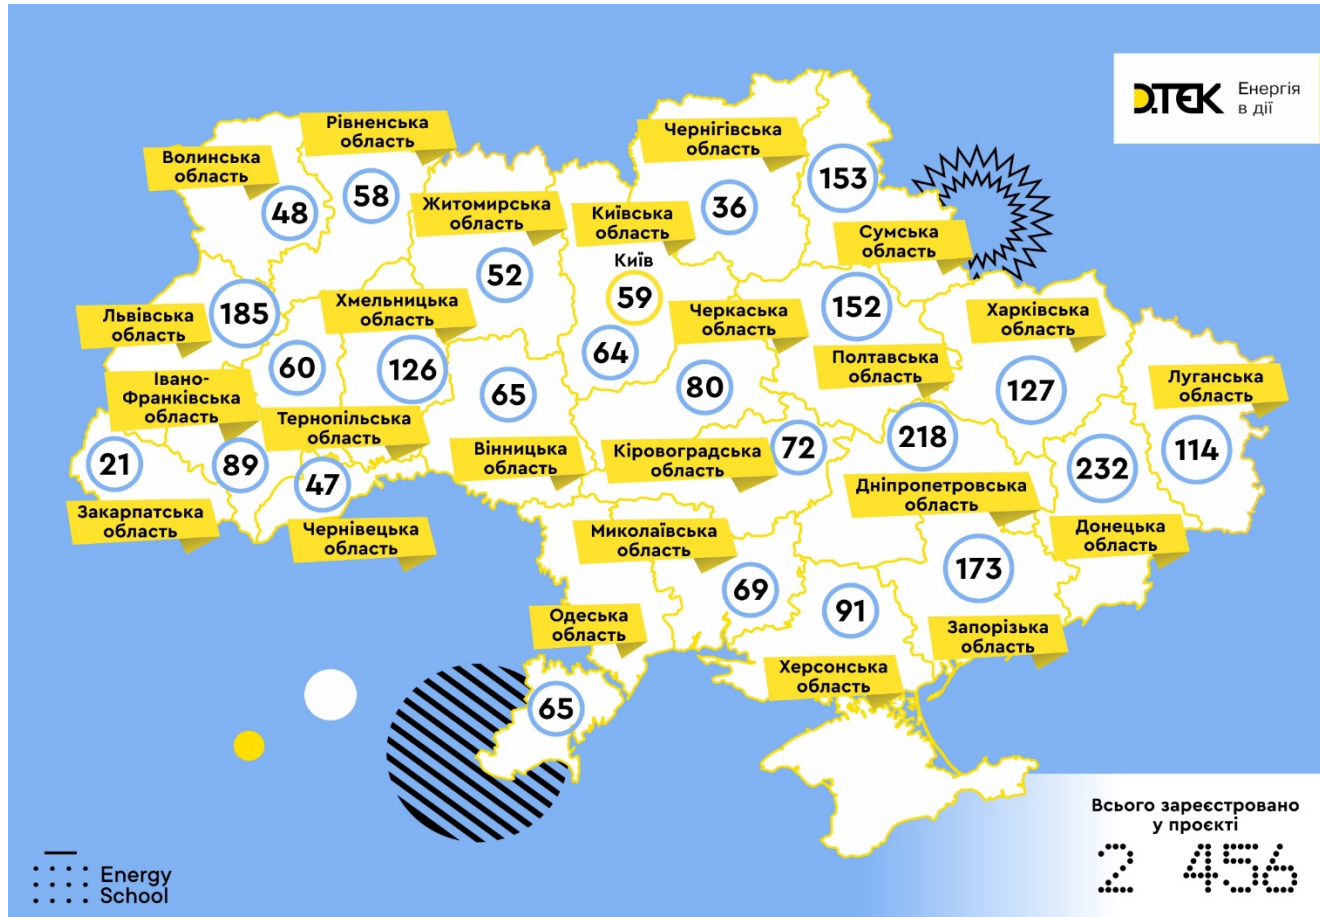 DTEK
Енергія
в дії
Рівненська
область
Чернігівська
область
Волинська
область
153
58
Житомирська
область
36
48
Київська
область
Сумська
область
Київ
52
59
152
185
Хмельницька
область
Черкаська
область
Харківська
область
Львівська
область
64
60
126
Полтавська
область
Луганська
область
Івано-
Франківська
область
65
80
127
Тернопільська
область
218
Вінницька
область
Кіровоградська
область
72
114
21
89
232
47
Дніпропетровська
область
Закарпатська
область
Чернівецька
область
Миколаївська
область
Донецька
область
173
69
91
Одеська
область
Запорізька
область
Херсонська
область
65
Всього зареєстровано
у проєкті
2 456
Energy
School